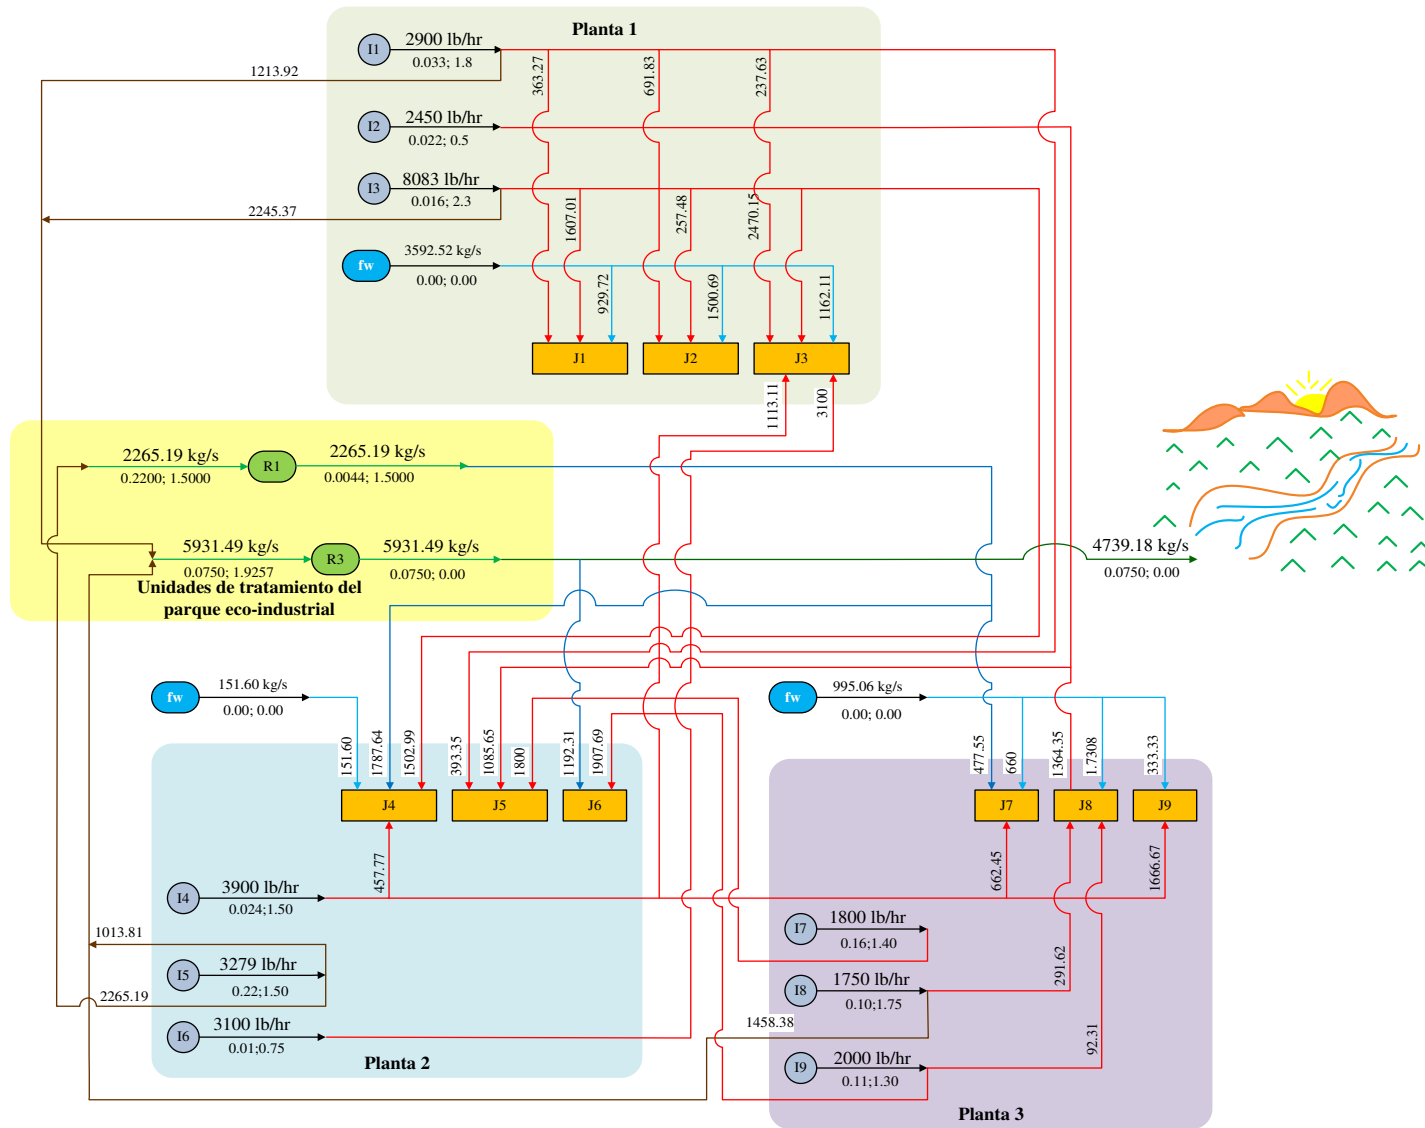 Planta 1
I1
2900 lb/hr
0.033; 1.8
1213.92
363.27
691.83
237.63
I2
2450 lb/hr
0.022; 0.5
I3
8083 lb/hr
0.016; 2.3
2245.37
1607.01
257.48
2470.15
fw
3592.52 kg/s
0.00; 0.00
929.72
1500.69
1162.11
J1
J2
J3
1113.11
3100
2265.19 kg/s
0.2200; 1.5000
R1
2265.19 kg/s
0.0044; 1.5000
5931.49 kg/s
0.0750; 1.9257
R3
5931.49 kg/s
0.0750; 0.00
4739.18 kg/s
0.0750; 0.00
Unidades de tratamiento del
parque eco-industrial
fw
151.60 kg/s
0.00; 0.00
fw
995.06 kg/s
0.00; 0.00
151.60
1787.64
1502.99
393.35
1085.65
1800
1192.31
1907.69
477.55
660
1364.35
1.7308
333.33
J4
J5
J6
J7
J8
J9
457.77
662.45
1666.67
I4
3900 lb/hr
0.024;1.50
1013.81
I5
3279 lb/hr
0.22;1.50
2265.19
I6
3100 lb/hr
0.01;0.75
Planta 2
I7
1800 lb/hr
0.16;1.40
I8
1750 lb/hr
0.10;1.75
291.62
1458.38
92.31
I9
2000 lb/hr
0.11;1.30
Planta 3